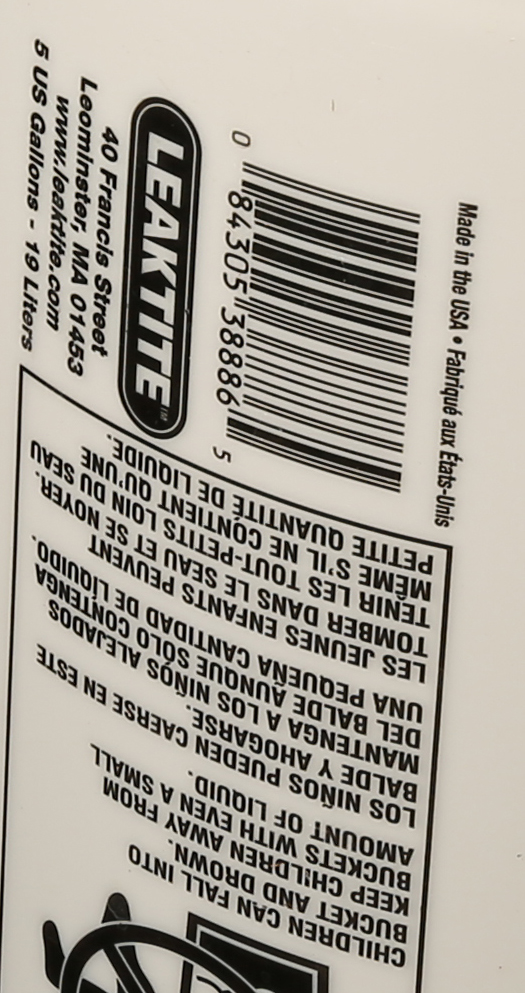 Made in the USA • Fabriqué aux États-Unis
0 84305 38886 5
LEAKTITE™
40 Francis Street
Leominster, MA 01453
www.leaktite.com
5 US Gallons - 19 Liters
CHILDREN CAN FALL INTO
BUCKET AND DROWN.
KEEP CHILDREN AWAY FROM
BUCKETS WITH EVEN A SMALL
AMOUNT OF LIQUID.
LOS NIÑOS PUEDEN CAERSE EN ESTE
BALDE Y AHOGARSE.
MANTENGA A LOS NIÑOS ALEJADOS
DEL BALDE AUNQUE SÓLO CONTENGA
UNA PEQUEÑA CANTIDAD DE LÍQUIDO.
LES JEUNES ENFANTS PEUVENT
TOMBER DANS LE SEAU ET SE NOYER.
TENIR LES TOUT-PETITS LOIN DU SEAU
MÊME S'IL NE CONTIENT QU'UNE
PETITE QUANTITÉ DE LIQUIDE.